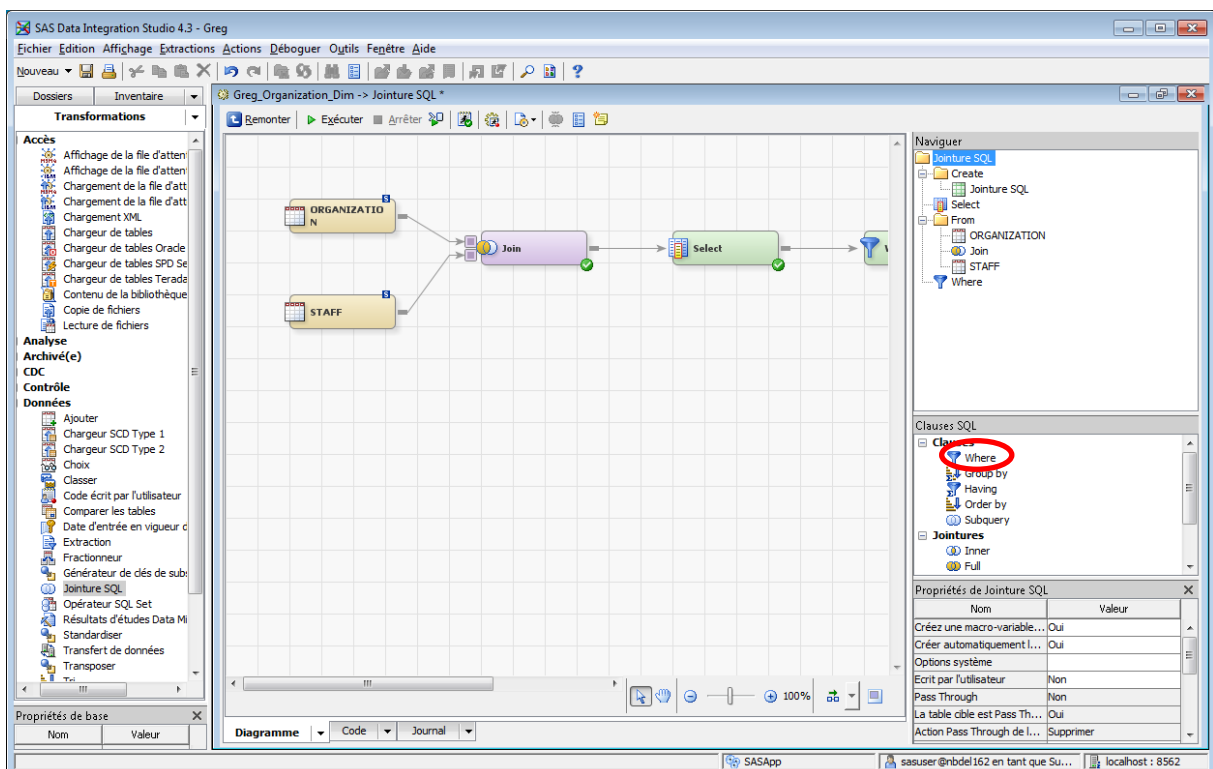 SAS Data Integration Studio 4.3 - Greg
Fichier Edition Affichage Extractions Actions Déboguer Outils Fenêtre Aide
Nouveau
Dossiers Inventaire
Transformations
Accès
Affichage de la file d'atten
Affichage de la file d'atten
Chargement de la file d'att
Chargement de la file d'att
Chargement XML
Chargeur de tables
Chargeur de tables Oracle
Chargeur de tables SPD Se
Chargeur de tables Terada
Contenu de la bibliothèque
Copie de fichiers
Lecture de fichiers
Analyse
Archivé(e)
CDC
Contrôle
Données
Ajouter
Chargeur SCD Type 1
Chargeur SCD Type 2
Choix
Classer
Code écrit par l'utilisateur
Comparer les tables
Date d'entrée en vigueur d
Extraction
Fractionneur
Générateur de clés de subs
Jointure SQL
Opérateur SQL Set
Résultats d'études Data Mi
Standardiser
Transfert de données
Transposer
Tri
Propriétés de base
Nom Valeur
Greg_Organization_Dim -> Jointure SQL *
Remonter Exécuter Arrêter
ORGANIZATIO
N
STAFF
Join
Select
100%
Diagramme Code Journal
Naviguer
Jointure SQL
Create
Jointure SQL
Select
From
ORGANIZATION
Join
STAFF
Where
Clauses SQL
Clauses
Where
Group by
Having
Order by
Subquery
Jointures
Inner
Full
Propriétés de Jointure SQL
Nom Valeur
Créez une macro-variable... Oui
Créer automatiquement l... Oui
Options système
Ecrit par l'utilisateur Non
Pass Through Non
La table cible est Pass Th... Oui
Action Pass Through de l... Supprimer
SASApp sasuser@nbdel162 en tant que Su... localhost : 8562